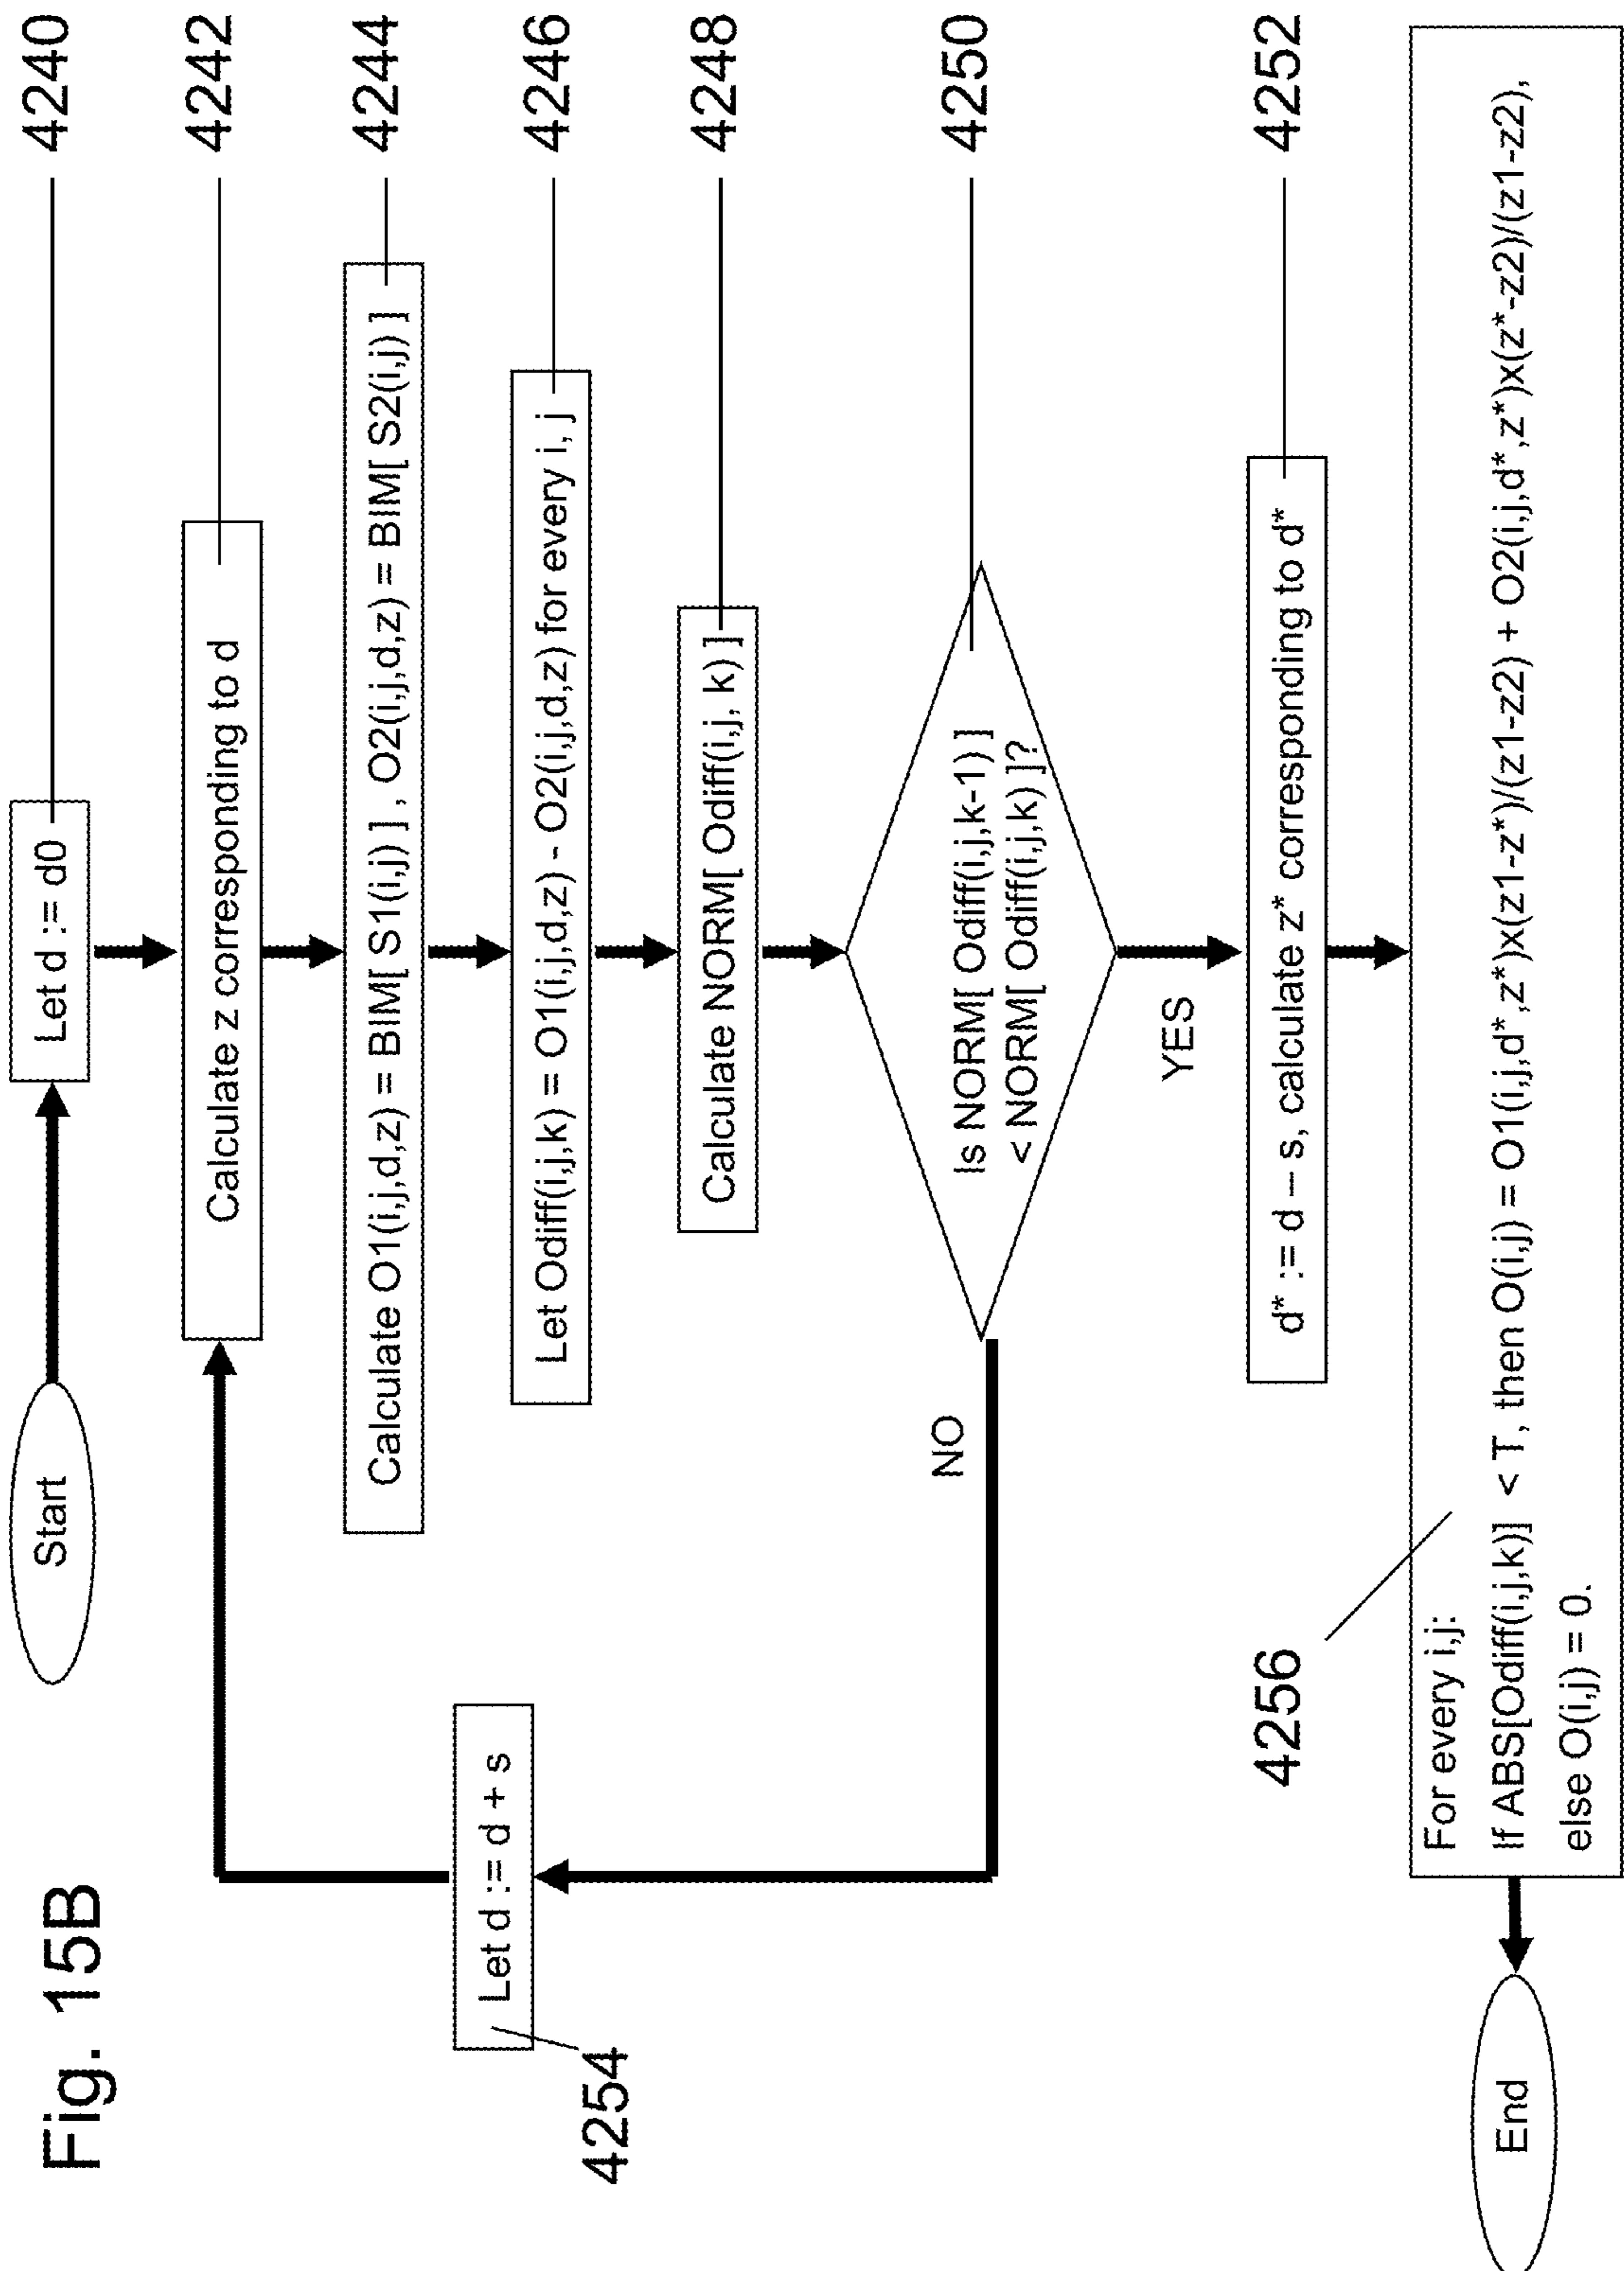 Fig. 15B
Start
Let d := d0
4240
Calculate z corresponding to d
4242
Calculate O1(i,j,d,z) = BIM[ S1(i,j) ] , O2(i,j,d,z) = BIM[ S2(i,j) ]
4244
Let Odiff(i,j,k) = O1(i,j,d,z) - O2(i,j,d,z) for every i, j
4246
Calculate NORM[ Odiff(i,j, k) ]
4248
Is NORM[ Odiff(i,j,k-1) ]
< NORM[ Odiff(i,j,k) ]?
4250
NO
YES
Let d := d + s
4254
d* := d – s, calculate z* corresponding to d*
4252
4256
For every i,j:
If ABS[Odiff(i,j,k)] < T, then O(i,j) = O1(i,j,d*,z*)x(z1-z*)/(z1-z2) + O2(i,j,d*,z*)x(z*-z2)/(z1-z2),
else O(i,j) = 0.
End